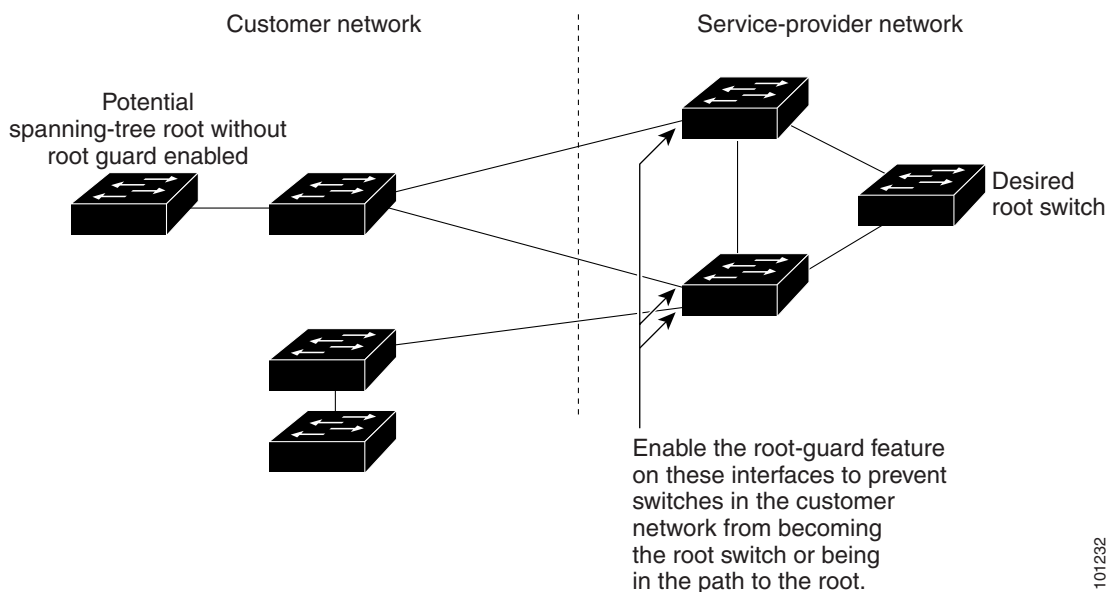 Customer network
Service-provider network
Potential
spanning-tree root without
root guard enabled
Desired
root switch
Enable the root-guard feature
on these interfaces to prevent
switches in the customer
network from becoming
the root switch or being
in the path to the root.
101232